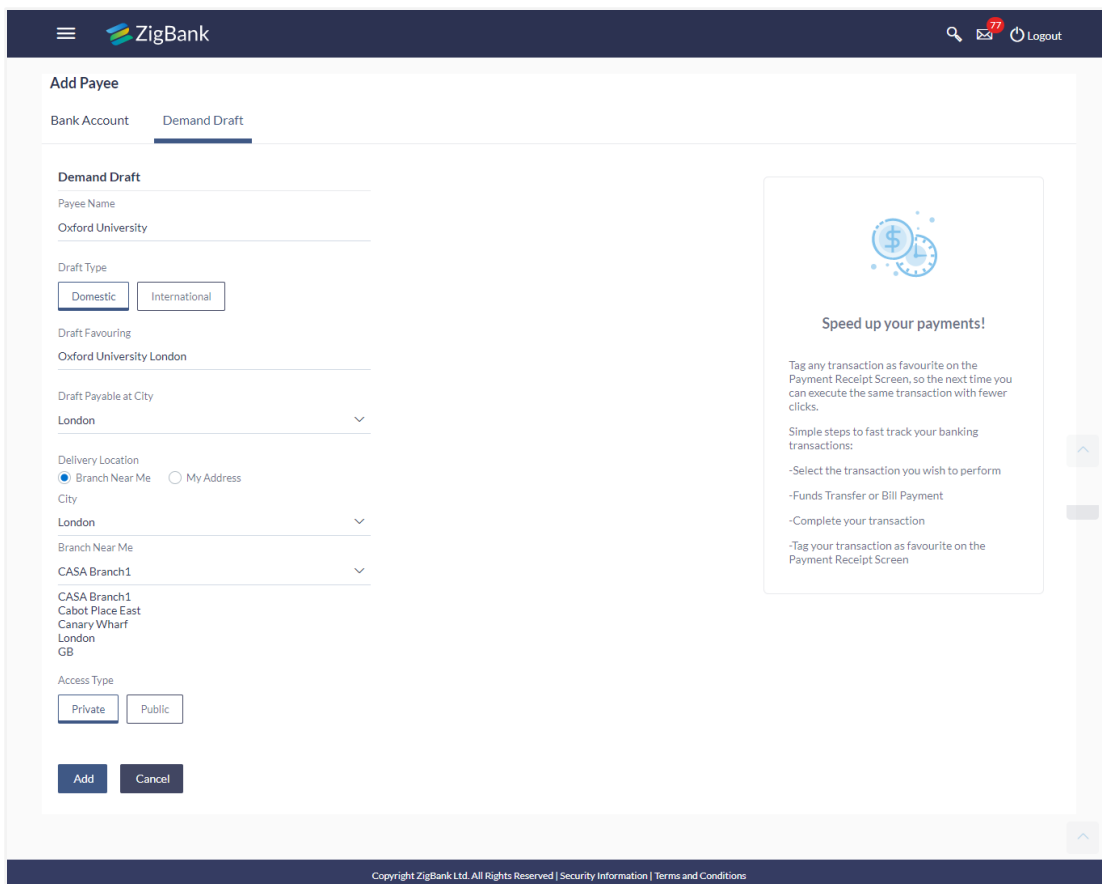 ZigBank
77
Logout
Add Payee
Bank Account
Demand Draft
Demand Draft
Payee Name
Oxford University
Draft Type
Domestic
International
Draft Favouring
Oxford University London
Draft Payable at City
London
Delivery Location
Branch Near Me
My Address
City
London
Branch Near Me
CASA Branch1
CASA Branch1
Cabot Place East
Canary Wharf
London
GB
Access Type
Private
Public
Add
Cancel
$
Speed up your payments!
Tag any transaction as favourite on the
Payment Receipt Screen, so the next time you
can execute the same transaction with fewer
clicks.
Simple steps to fast track your banking
transactions:
-Select the transaction you wish to perform
-Funds Transfer or Bill Payment
-Complete your transaction
-Tag your transaction as favourite on the
Payment Receipt Screen
Copyright ZigBank Ltd. All Rights Reserved | Security Information | Terms and Conditions